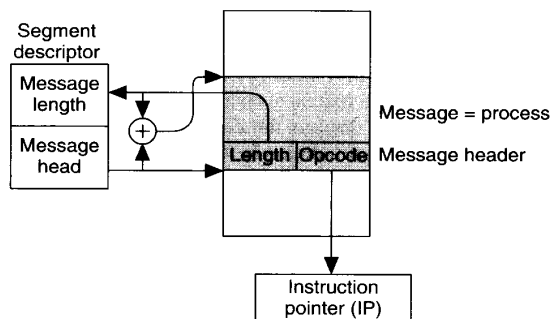 Segment
descriptor
Message
length
Message
head
+
Message = process
Length Opcode Message header
Instruction
pointer (IP)